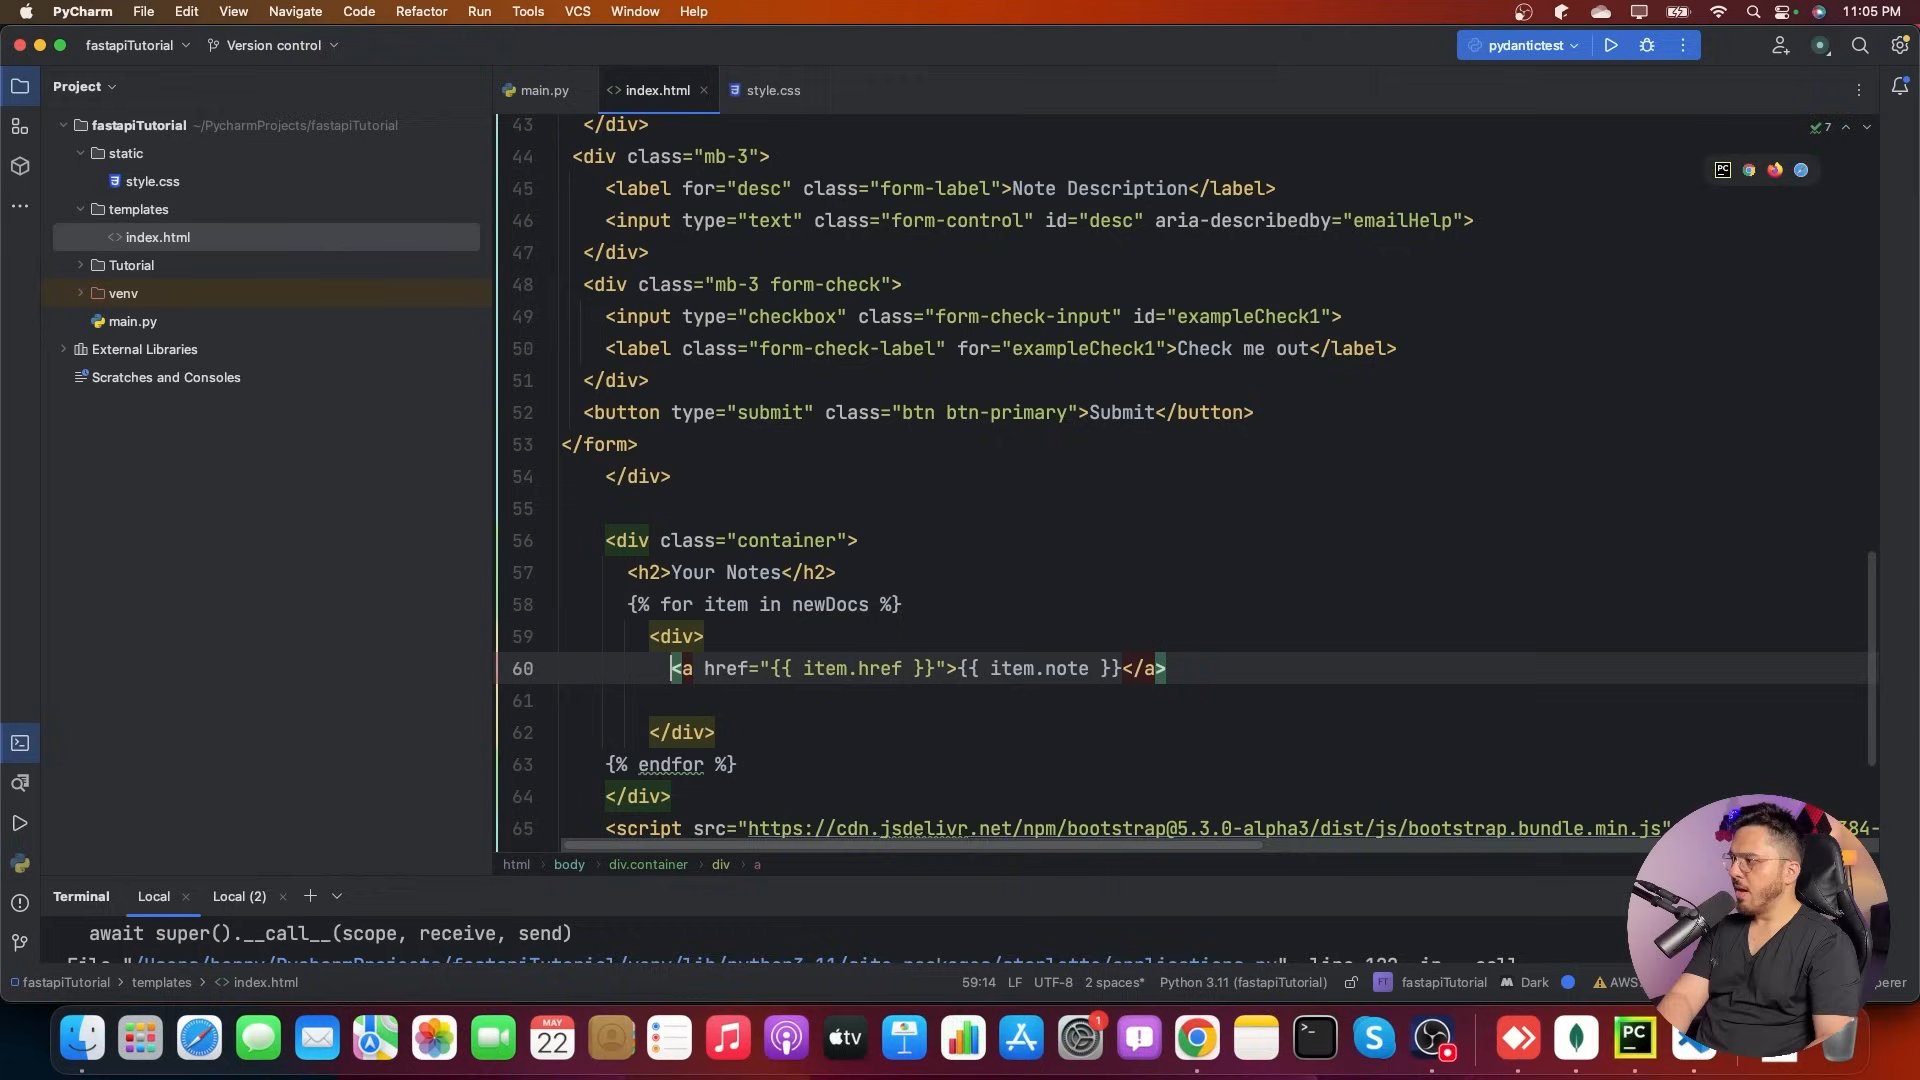 PyCharm File Edit View Navigate Code Refactor Run Tools VCS Window Help 11:05 PM
fastapiTutorial Version control pydantictest
Project main.py index.html style.css
fastapiTutorial ~/PycharmProjects/fastapiTutorial
static
style.css
templates
index.html
Tutorial
venv
main.py
External Libraries
Scratches and Consoles
7
PC
43 </div>
44 <div class="mb-3">
45 <label for="desc" class="form-label">Note Description</label>
46 <input type="text" class="form-control" id="desc" aria-describedby="emailHelp">
47 </div>
48 <div class="mb-3 form-check">
49 <input type="checkbox" class="form-check-input" id="exampleCheck1">
50 <label class="form-check-label" for="exampleCheck1">Check me out</label>
51 </div>
52 <button type="submit" class="btn btn-primary">Submit</button>
53 </form>
54 </div>
55
56 <div class="container">
57 <h2>Your Notes</h2>
58 {% for item in newDocs %}
59 <div>
60 <a href="{{ item.href }}">{{ item.note }}</a>
61
62 </div>
63 {% endfor %}
64 </div>
65 <script src="https://cdn.jsdelivr.net/npm/bootstrap@5.3.0-alpha3/dist/js/bootstrap.bundle.min.js"
html body div.container div a
Terminal Local Local (2)
await super().__call__(scope, receive, send)
fastapiTutorial templates index.html 59:14 LF UTF-8 2 spaces* Python 3.11 (fastapiTutorial) FT fastapiTutorial Dark AWS:
MAY
22
tv
1
PC